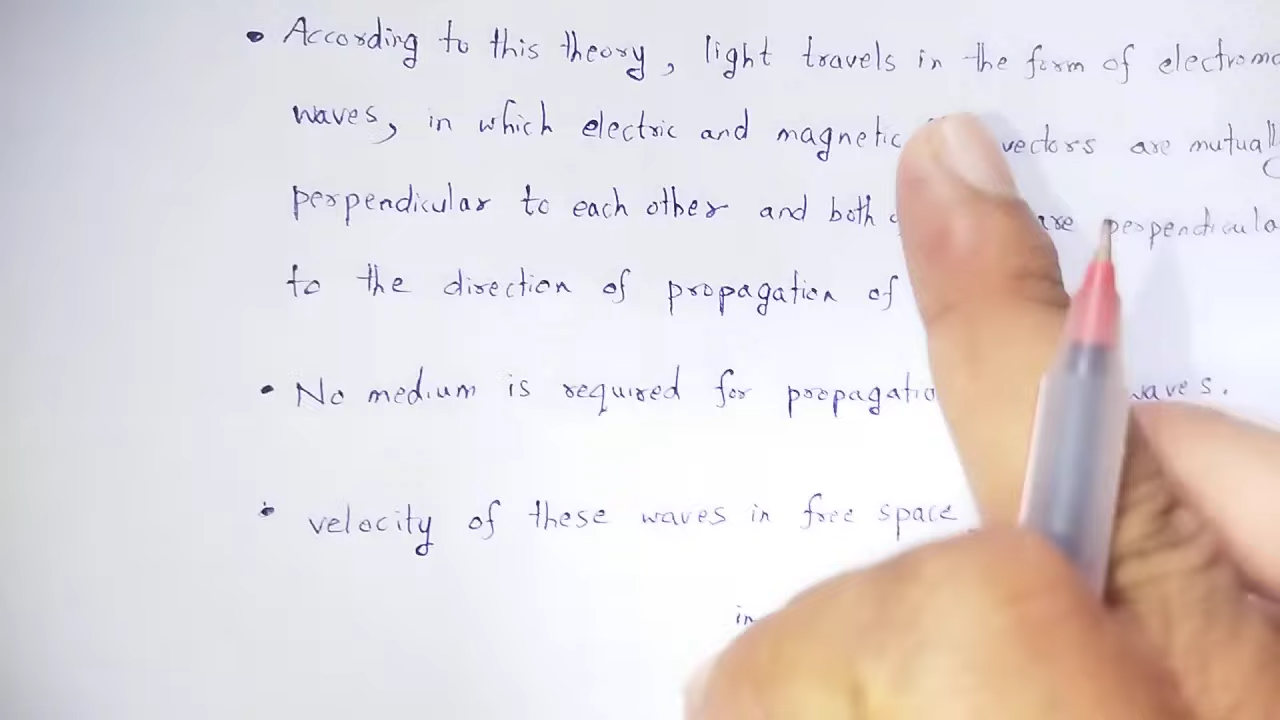 According to this theory, light travels in the form of electroma
waves, in which electric and magnetic vectors are mutually
perpendicular to each other and both are perpendicula
to the direction of propagation of
No medium is required for propagatio waves.
velocity of these waves in free space
in